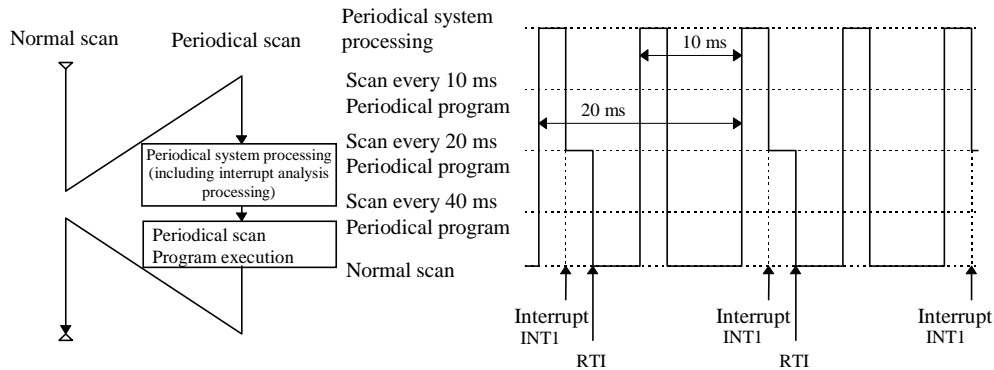 Normal scan
Periodical scan
Periodical system processing
(including interrupt analysis
processing)
Periodical scan
Program execution
Periodical system
processing
Scan every 10 ms
Periodical program
Scan every 20 ms
Periodical program
Scan every 40 ms
Periodical program
Normal scan
10 ms
20 ms
Interrupt
INT1
RTI
Interrupt
INT1
RTI
Interrupt
INT1